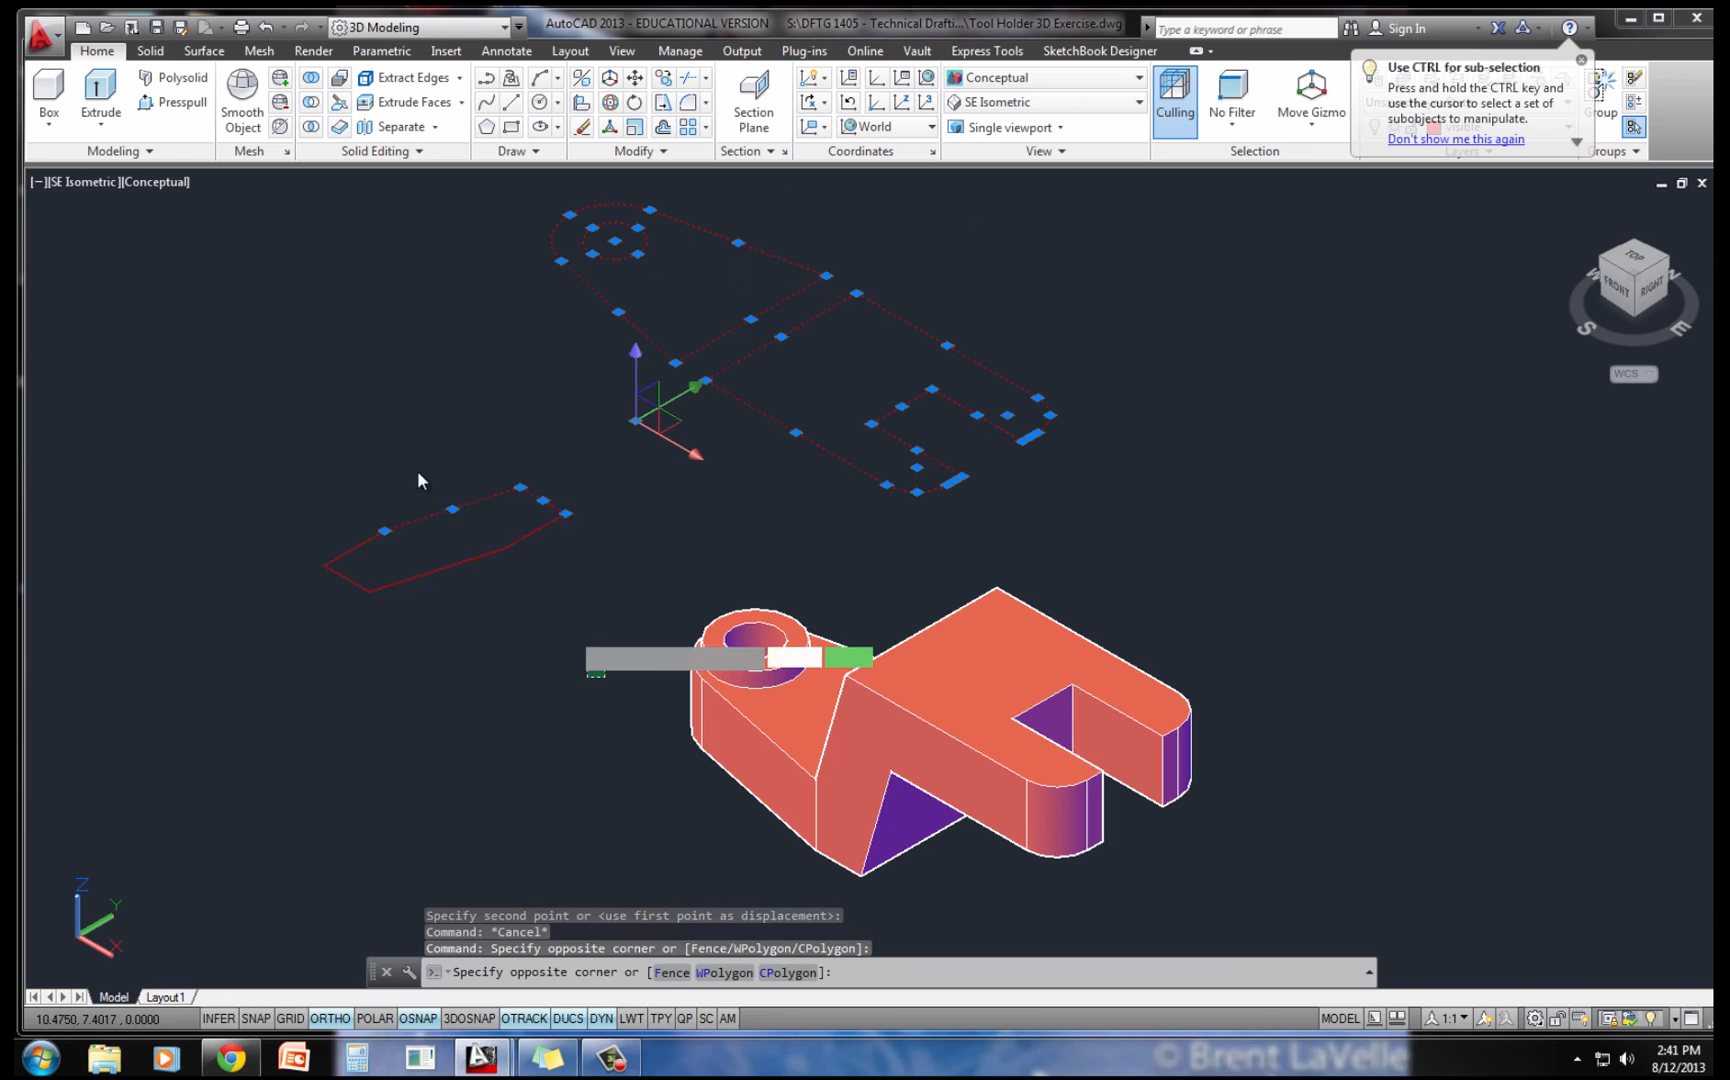 3D Modeling
AutoCAD 2013 - EDUCATIONAL VERSION
S:\DFTG 1405 - Technical Drafti...\Tool Holder 3D Exercise.dwg
Type a keyword or phrase
Sign In
Home Solid Surface Mesh Render Parametric Insert Annotate Layout View Manage Output Plug-ins Online Vault Express Tools SketchBook Designer
Box
Extrude
Polysolid
Presspull
Modeling
Smooth Object
Mesh
Extract Edges
Extrude Faces
Separate
Solid Editing
Draw
Modify
Section Plane
Section
World
Coordinates
Conceptual
SE Isometric
Single viewport
View
Culling
No Filter
Move Gizmo
Selection
Use CTRL for sub-selection
Press and hold the CTRL key and
use the cursor to select a set of
subobjects to manipulate.
Don't show me this again
Layers
Group
Groups
[–][SE Isometric][Conceptual]
TOP
FRONT
RIGHT
W
N
S
E
WCS
Z
Y
X
Specify second point or <use first point as displacement>:
Command: *Cancel*
Command: Specify opposite corner or [Fence/WPolygon/CPolygon]:
Specify opposite corner or [Fence WPolygon CPolygon]:
Model Layout1
10.4750, 7.4017 , 0.0000
INFER SNAP GRID ORTHO POLAR OSNAP 3DOSNAP OTRACK DUCS DYN LWT TPY QP SC AM
MODEL
1:1
© Brent LaVelle
2:41 PM
8/12/2013